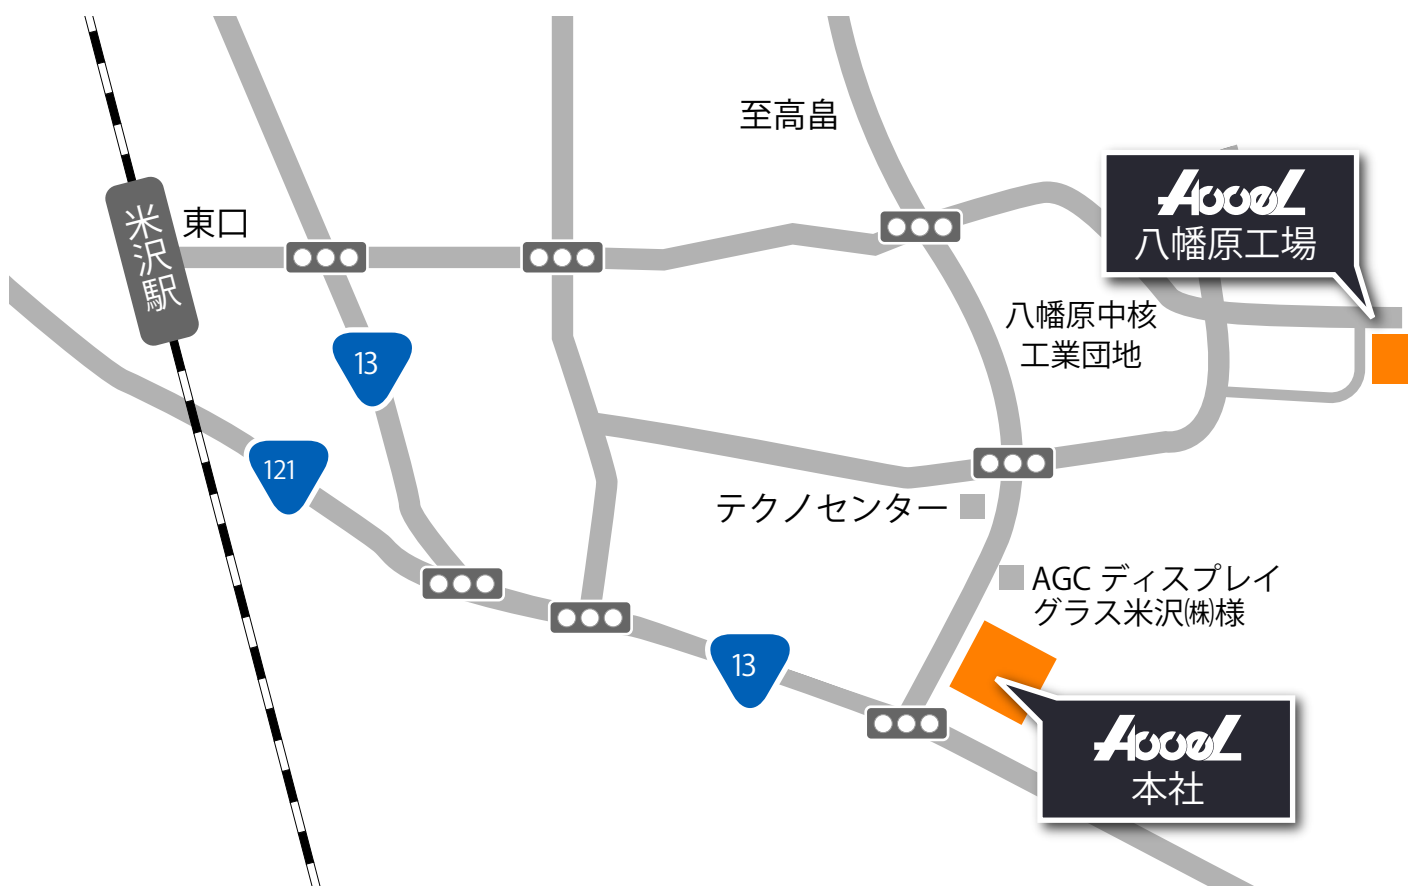 至高畠
AcceL
八幡原工場
東口
米沢駅
八幡原中核
工業団地
13
121
テクノセンター
AGC ディスプレイ
グラス米沢㈱様
13
AcceL
本社